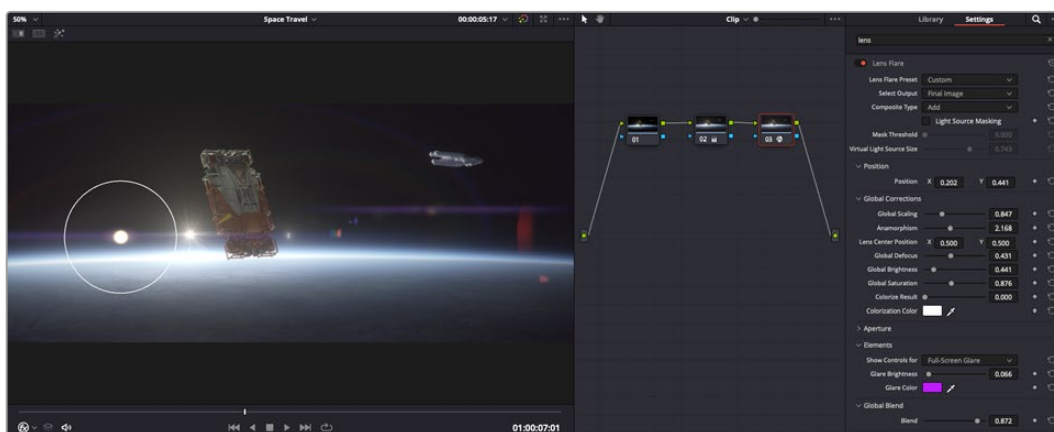 50% Space Travel 00:00:05:17 Clip Library Settings
lens
Lens Flare
Lens Flare Preset Custom
Select Output Final Image
Composite Type Add
Light Source Masking
Mask Threshold 0.000
Virtual Light Source Size 0.743
Position
Position X 0.202 Y 0.441
Global Corrections
Global Scaling 0.847
Anamorphism 2.168
Lens Center Position X 0.500 Y 0.500
Global Defocus 0.431
Global Brightness 0.441
Global Saturation 0.876
Colorize Result 0.000
Colorization Color
Aperture
Elements
Show Controls for Full-Screen Glare
Glare Brightness 0.066
Glare Color
Global Blend
Blend 0.872
01 02 03
01:00:07:01